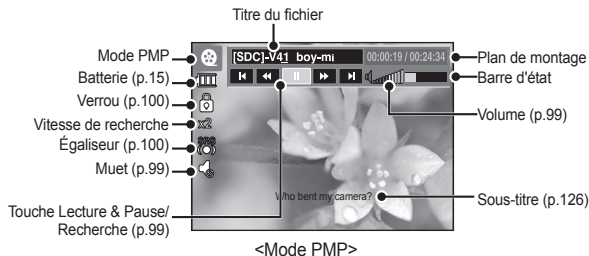 Titre du fichier
Mode PMP
[SDC]-V41 boy-mi
00:00:19 / 00:24:34
Plan de montage
Batterie (p.15)
Barre d'état
Verrou (p.100)
Volume (p.99)
Vitesse de recherche
x2
Égaliseur (p.100)
SRS
Muet (p.99)
Who bent my camera?
Sous-titre (p.126)
Touche Lecture & Pause/
Recherche (p.99)
<Mode PMP>